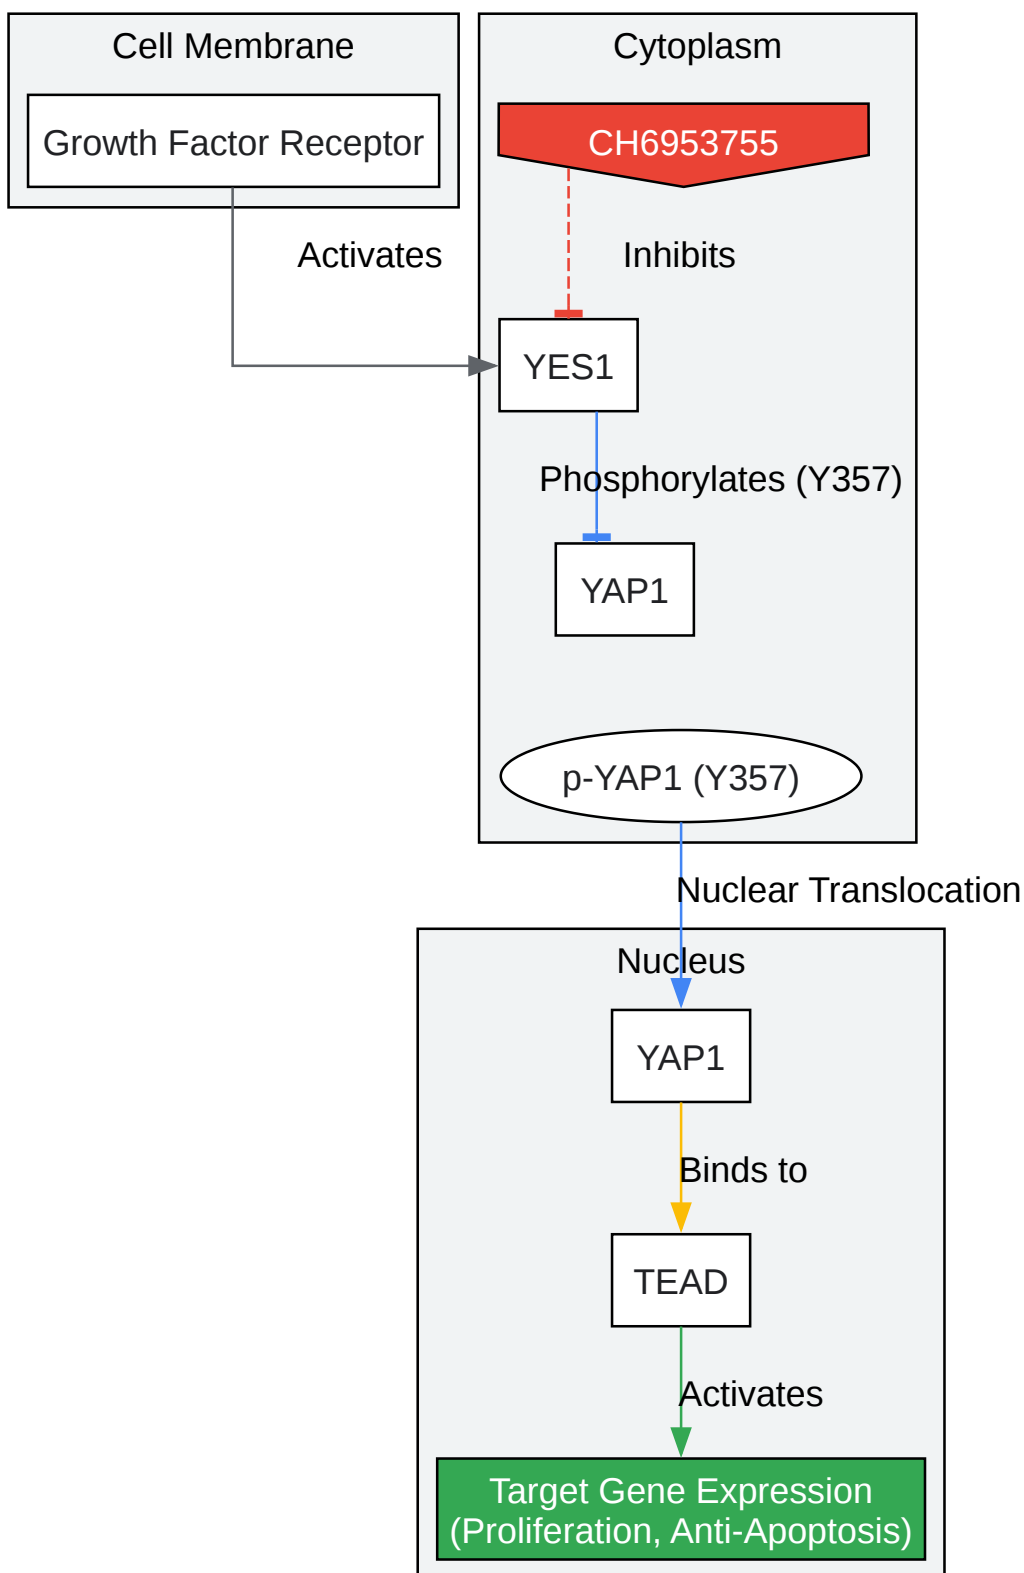 Cell Membrane
Growth Factor Receptor
Cytoplasm
CH6953755
Activates
Inhibits
YES1
Phosphorylates (Y357)
YAP1
p-YAP1 (Y357)
Nuclear Translocation
Nucleus
YAP1
Binds to
TEAD
Activates
Target Gene Expression
(Proliferation, Anti-Apoptosis)